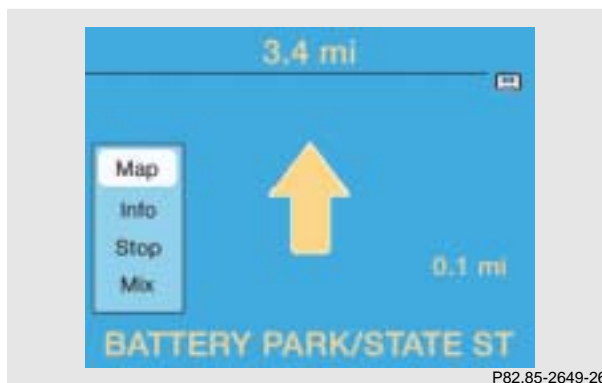 3.4 mi
Map
Info
Stop
Mix
0.1 mi
BATTERY PARK/STATE ST
P82.85-2649-26